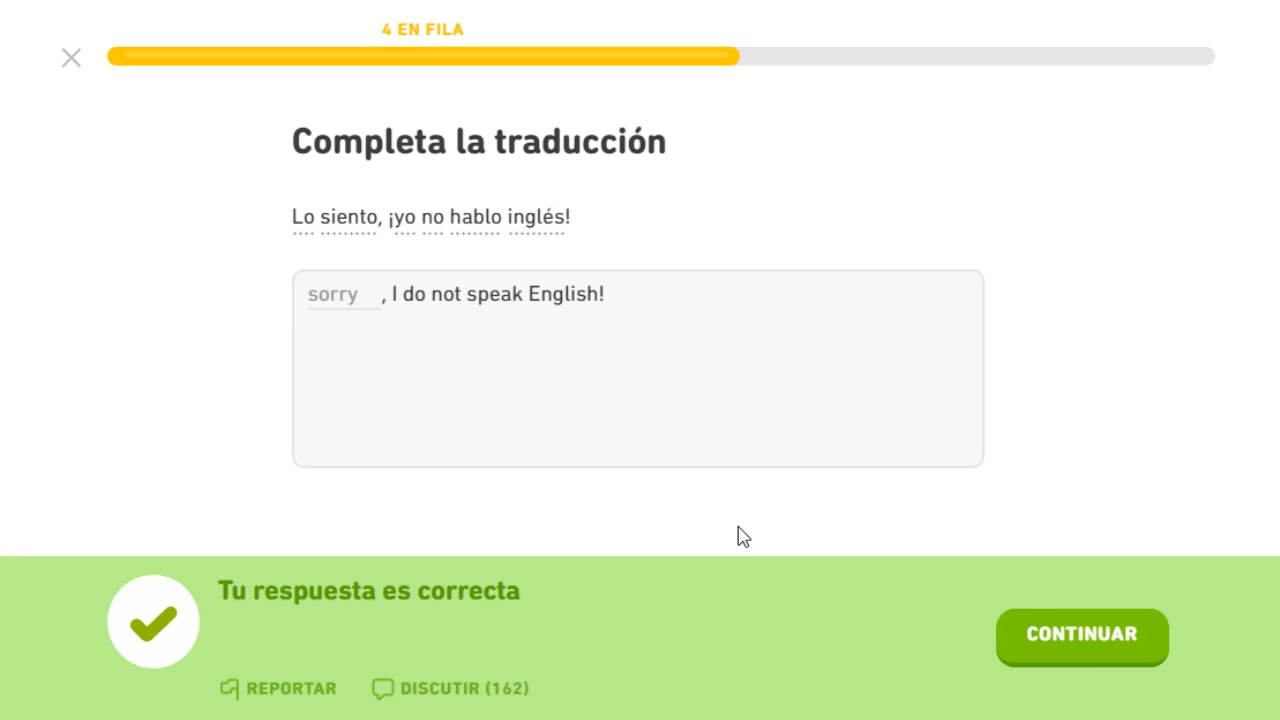 4 EN FILA
Completa la traducción
Lo siento, ¡yo no hablo inglés!
sorry , I do not speak English!
Tu respuesta es correcta
CONTINUAR
REPORTAR DISCUTIR (162)